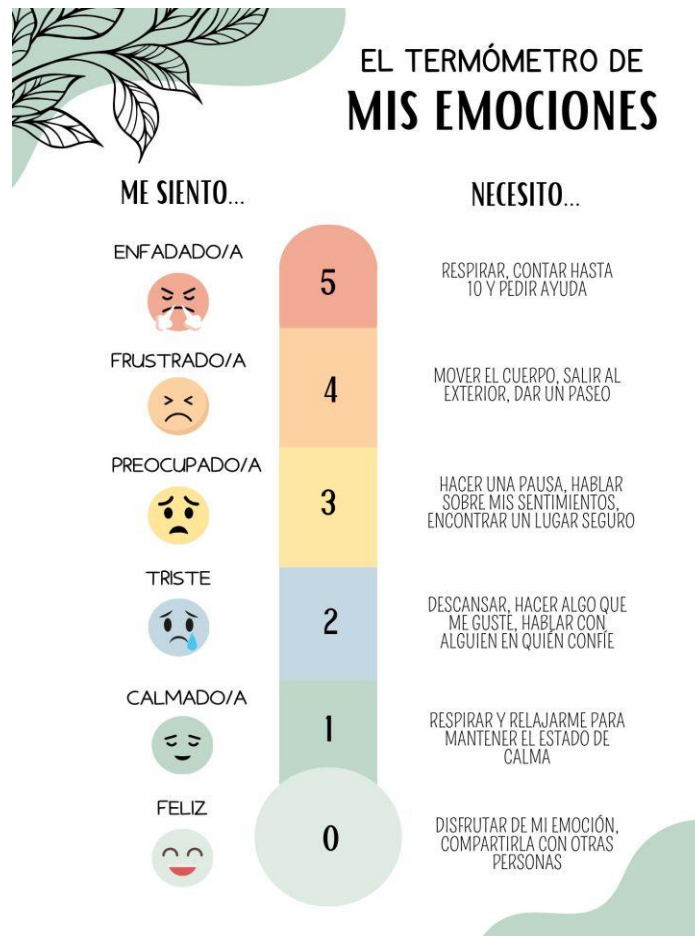 EL TERMÓMETRO DE
MIS EMOCIONES
ME SIENTO...
NECESITO...
ENFADADO/A
5
RESPIRAR, CONTAR HASTA
10 Y PEDIR AYUDA
FRUSTRADO/A
4
MOVER EL CUERPO, SALIR AL
EXTERIOR, DAR UN PASEO
PREOCUPADO/A
3
HACER UNA PAUSA, HABLAR
SOBRE MIS SENTIMIENTOS,
ENCONTRAR UN LUGAR SEGURO
TRISTE
2
DESCANSAR, HACER ALGO QUE
ME GUSTE, HABLAR CON
ALGUIEN EN QUIÉN CONFÍE
CALMADO/A
1
RESPIRAR Y RELAJARME PARA
MANTENER EL ESTADO DE
CALMA
FELIZ
0
DISFRUTAR DE MI EMOCIÓN,
COMPARTIRLA CON OTRAS
PERSONAS